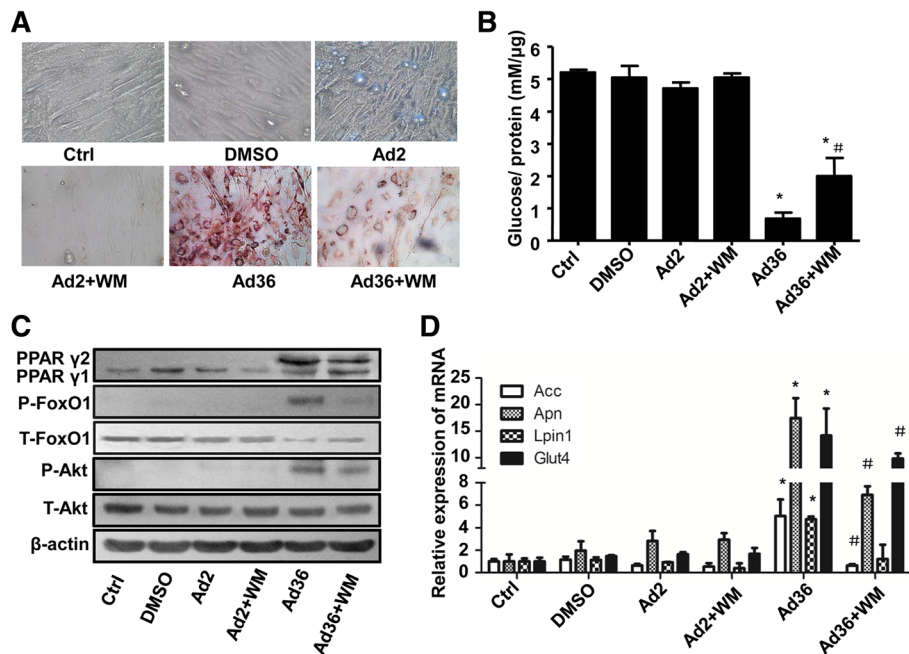 A
Ctrl
DMSO
Ad2
Ad2+WM
Ad36
Ad36+WM
B
Glucose/ protein (mM/μg)
6
5
4
3
2
1
0
*
* #
Ctrl
DMSO
Ad2
Ad2+WM
Ad36
Ad36+WM
C
PPAR γ2
PPAR γ1
P-FoxO1
T-FoxO1
P-Akt
T-Akt
β-actin
Ctrl
DMSO
Ad2
Ad2+WM
Ad36
Ad36+WM
D
Relative expression of mRNA
25
20
15
10
6
4
2
0
Acc
Apn
Lpin1
Glut4
*
*
*
*
#
#
#
Ctrl
DMSO
Ad2
Ad2+WM
Ad36
Ad36+WM